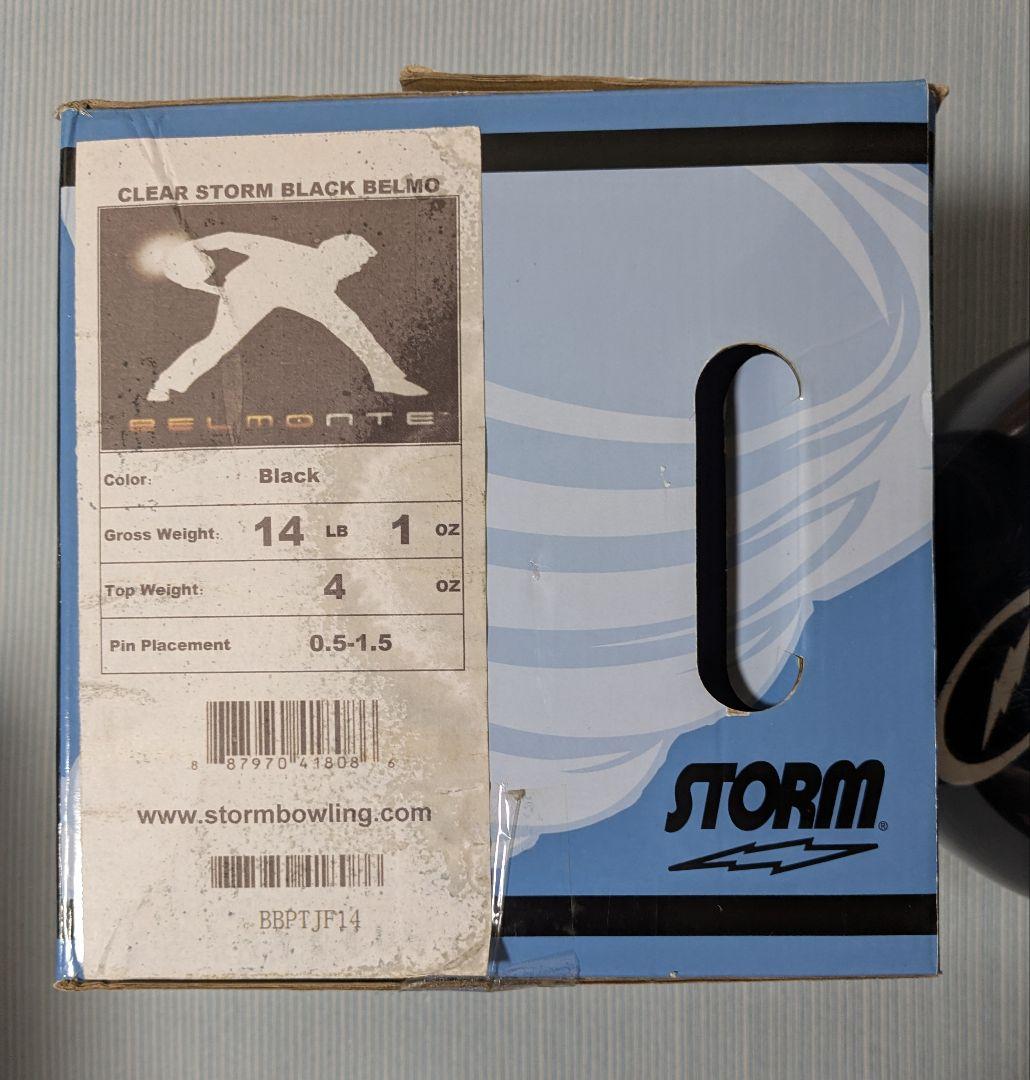 CLEAR STORM BLACK BELMO
BELMONTE™
Color: Black
Gross Weight: 14 LB 1 OZ
Top Weight: 4 OZ
Pin Placement 0.5-1.5
8 87970 41808 6
www.stormbowling.com
BBPTJF14
STORM®